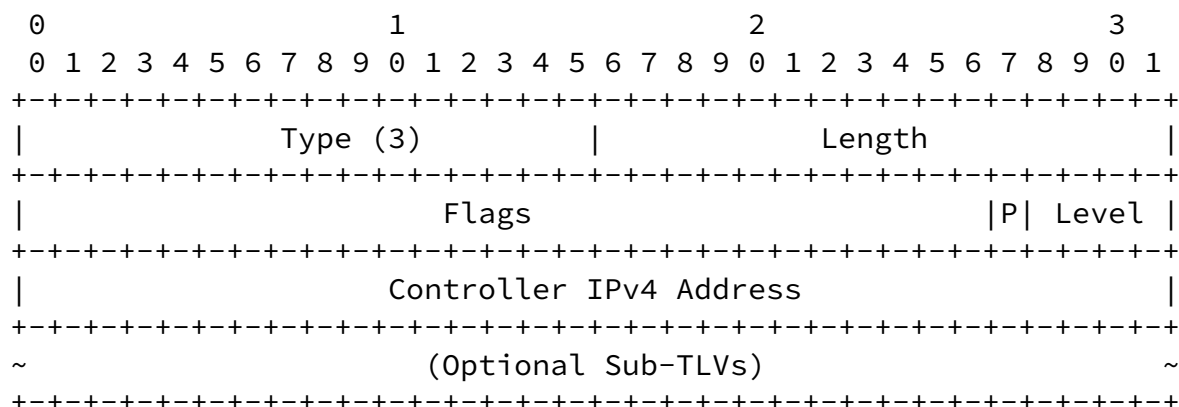 0                   1                   2                   3
0 1 2 3 4 5 6 7 8 9 0 1 2 3 4 5 6 7 8 9 0 1 2 3 4 5 6 7 8 9 0 1
+-+-+-+-+-+-+-+-+-+-+-+-+-+-+-+-+-+-+-+-+-+-+-+-+-+-+-+-+-+-+-+-+
|              Type (3)         |            Length             |
+-+-+-+-+-+-+-+-+-+-+-+-+-+-+-+-+-+-+-+-+-+-+-+-+-+-+-+-+-+-+-+-+
|                       Flags                         |P| Level |
+-+-+-+-+-+-+-+-+-+-+-+-+-+-+-+-+-+-+-+-+-+-+-+-+-+-+-+-+-+-+-+-+
|                    Controller IPv4 Address                    |
+-+-+-+-+-+-+-+-+-+-+-+-+-+-+-+-+-+-+-+-+-+-+-+-+-+-+-+-+-+-+-+-+
~                      (Optional Sub-TLVs)                      ~
+-+-+-+-+-+-+-+-+-+-+-+-+-+-+-+-+-+-+-+-+-+-+-+-+-+-+-+-+-+-+-+-+